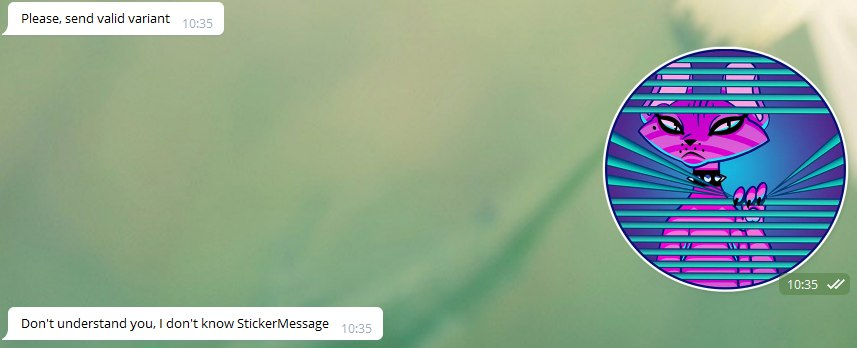 Please, send valid variant 10:35
10:35
Don't understand you, I don't know StickerMessage 10:35